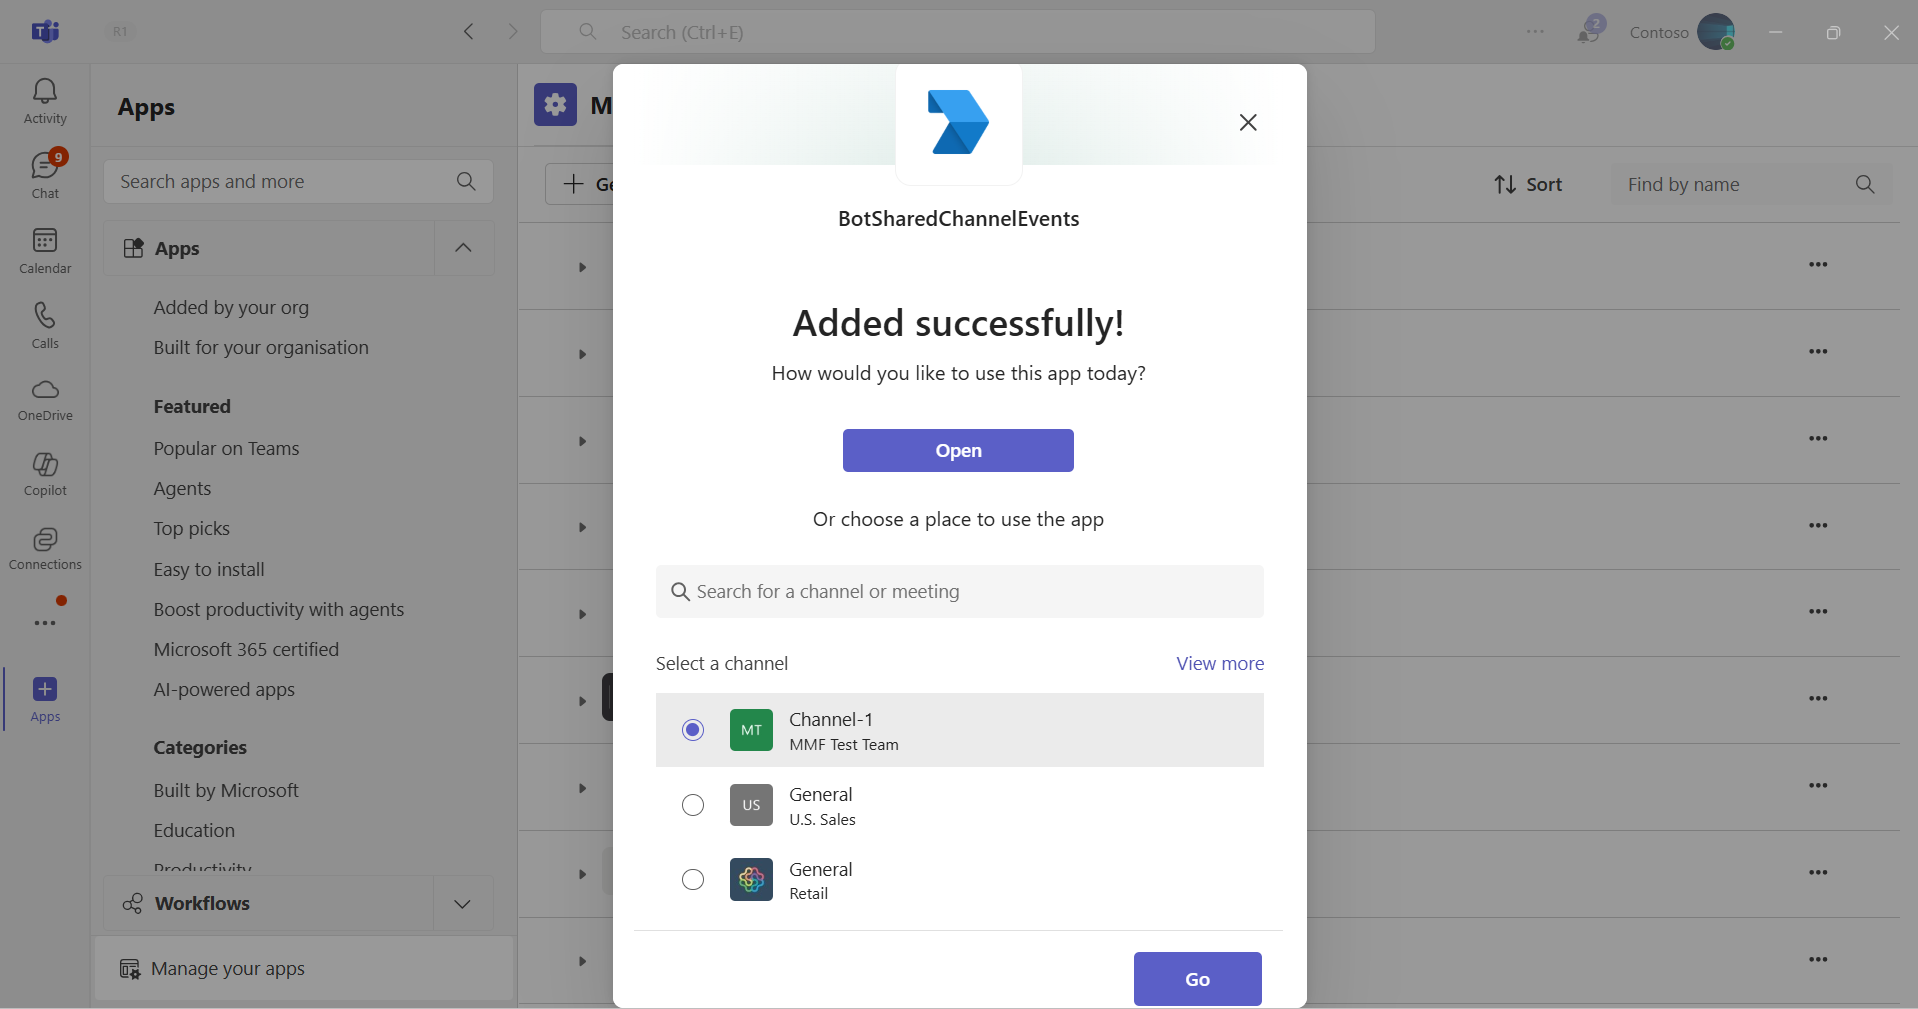 R1
Search (Ctrl+E)
2
Contoso
Activity
9
Chat
Calendar
Calls
OneDrive
Copilot
Connections
Apps
Apps
Search apps and more
Apps
Added by your org
Built for your organisation
Featured
Popular on Teams
Agents
Top picks
Easy to install
Boost productivity with agents
Microsoft 365 certified
AI-powered apps
Categories
Built by Microsoft
Education
Productivity
Workflows
Manage your apps
M
Ge
Sort
Find by name
BotSharedChannelEvents
Added successfully!
How would you like to use this app today?
Open
Or choose a place to use the app
Search for a channel or meeting
Select a channel
View more
MT
Channel-1
MMF Test Team
US
General
U.S. Sales
General
Retail
Go